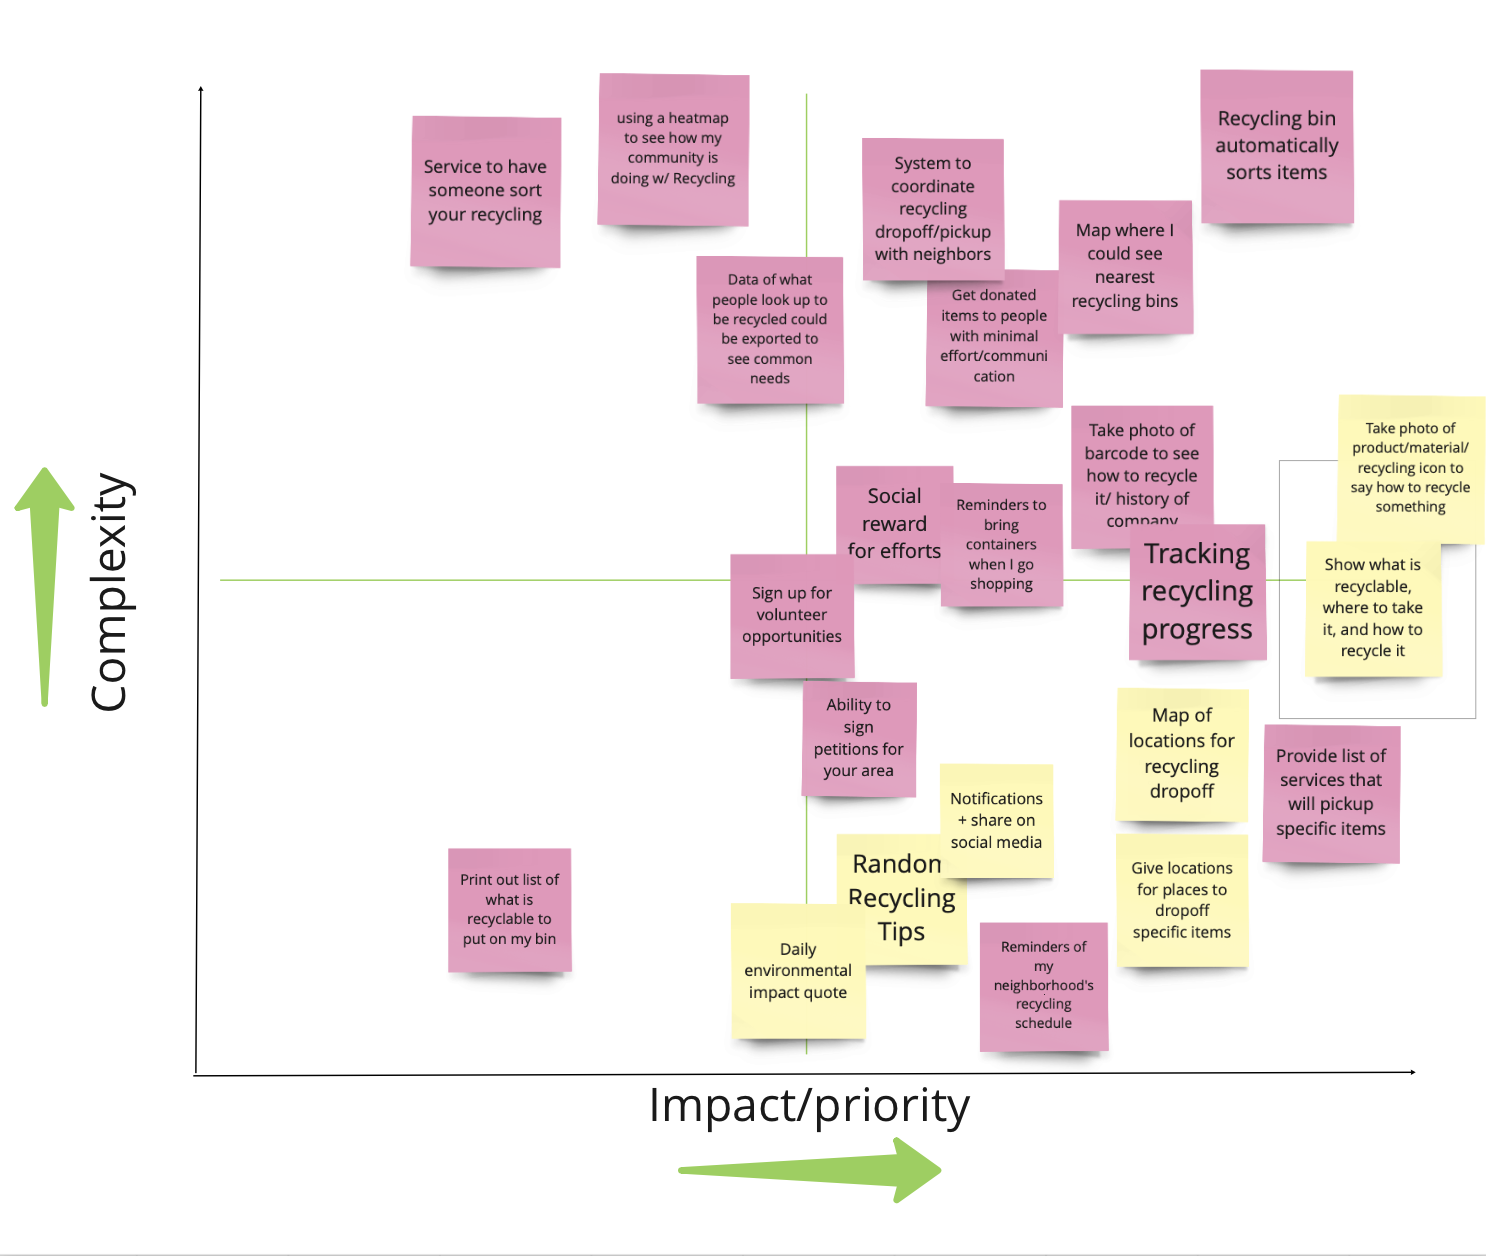 using a heatmap
to see how my
community is
doing w/ Recycling
Service to have
someone sort
your recycling
Recycling bin
automatically
sorts items
System to
coordinate
recycling
dropoff/pickup
with neighbors
Map where I
could see
nearest
recycling bins
Data of what
people look up to
be recycled could
be exported to
see common
needs
Get donated
items to people
with minimal
effort/communi
cation
Take photo of
barcode to see
how to recycle
it/ history of
company
Take photo of
product/material/
recycling icon to
say how to recycle
something
Social
reward
for efforts
Reminders to
bring
containers
when I go
shopping
Tracking
recycling
progress
Show what is
recyclable,
where to take
it, and how to
recycle it
Sign up for
volunteer
opportunities
Complexity
Ability to
sign
petitions for
your area
Map of
locations for
recycling
dropoff
Provide list of
services that
will pickup
specific items
Notifications
+ share on
social media
Random
Recycling
Tips
Give locations
for places to
dropoff
specific items
Print out list of
what is
recyclable to
put on my bin
Daily
environmental
impact quote
Reminders of
my
neighborhood's
recycling
schedule
Impact/priority